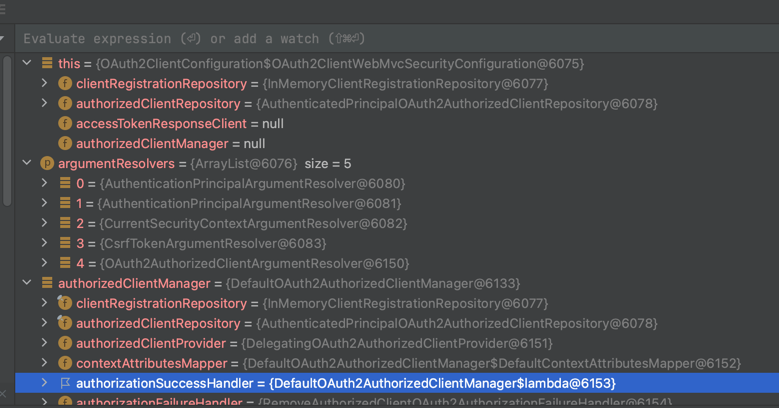 Evaluate expression (⏎) or add a watch (⇧⌘⏎)
this = {OAuth2ClientConfiguration$OAuth2ClientWebMvcSecurityConfiguration@6075}
clientRegistrationRepository = {InMemoryClientRegistrationRepository@6077}
authorizedClientRepository = {AuthenticatedPrincipalOAuth2AuthorizedClientRepository@6078}
accessTokenResponseClient = null
authorizedClientManager = null
argumentResolvers = {ArrayList@6076} size = 5
0 = {AuthenticationPrincipalArgumentResolver@6080}
1 = {AuthenticationPrincipalArgumentResolver@6081}
2 = {CurrentSecurityContextArgumentResolver@6082}
3 = {CsrfTokenArgumentResolver@6083}
4 = {OAuth2AuthorizedClientArgumentResolver@6150}
authorizedClientManager = {DefaultOAuth2AuthorizedClientManager@6133}
clientRegistrationRepository = {InMemoryClientRegistrationRepository@6077}
authorizedClientRepository = {AuthenticatedPrincipalOAuth2AuthorizedClientRepository@6078}
authorizedClientProvider = {DelegatingOAuth2AuthorizedClientProvider@6151}
contextAttributesMapper = {DefaultOAuth2AuthorizedClientManager$DefaultContextAttributesMapper@6152}
authorizationSuccessHandler = {DefaultOAuth2AuthorizedClientManager$lambda@6153}
authorizationFailureHandler = {RemoveAuthorizedClientOAuth2AuthorizationFailureHandler@6154}